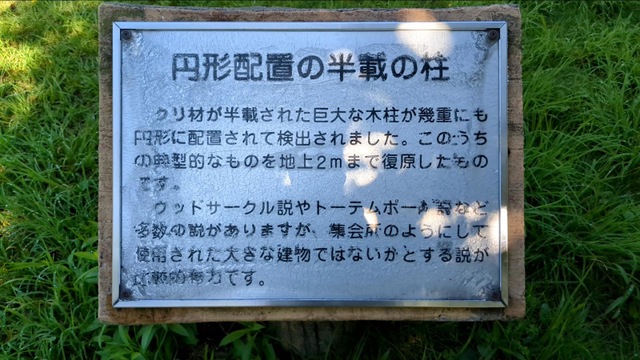 円形配置の半載の柱
クリ材が半載された巨大な木柱が幾重にも
円形に配置されて検出されました。このうち
の典型的なものを地上2mまで復原したもの
です。
ウッドサークル説やトーテムポール説など
多数の説がありますが、集会所のようにして
使用された大きな建物ではないかとする説が
比較的有力です。